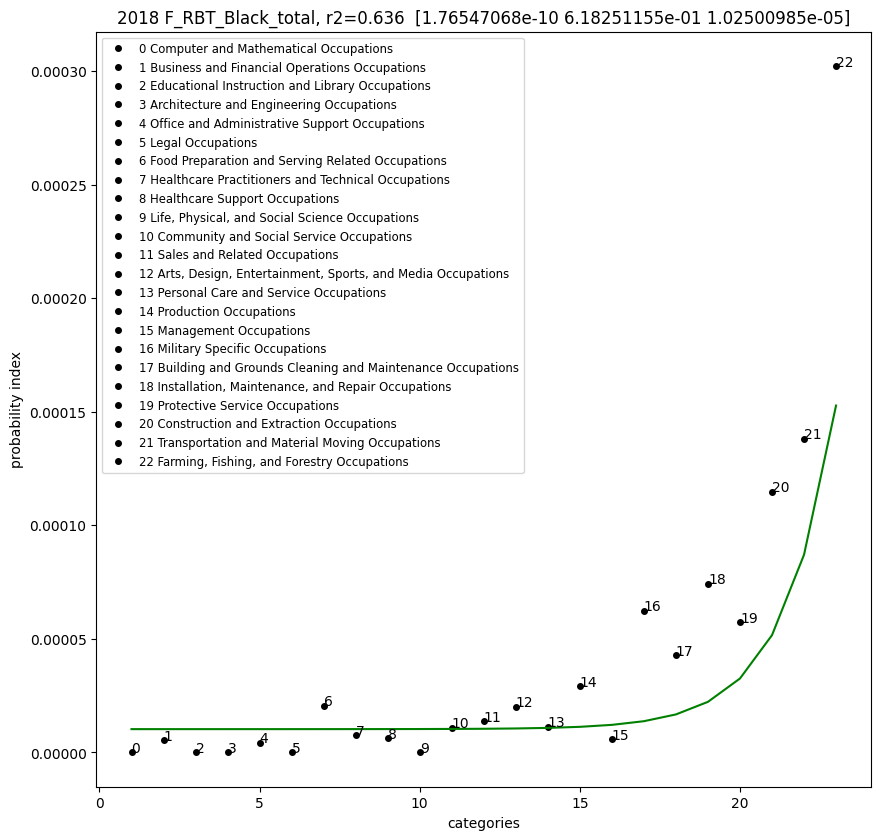 2018 F_RBT_Black_total, r2=0.636  [1.76547068e-10 6.18251155e-01 1.02500985e-05]
0 Computer and Mathematical Occupations
1 Business and Financial Operations Occupations
2 Educational Instruction and Library Occupations
3 Architecture and Engineering Occupations
4 Office and Administrative Support Occupations
5 Legal Occupations
6 Food Preparation and Serving Related Occupations
7 Healthcare Practitioners and Technical Occupations
8 Healthcare Support Occupations
9 Life, Physical, and Social Science Occupations
10 Community and Social Service Occupations
11 Sales and Related Occupations
12 Arts, Design, Entertainment, Sports, and Media Occupations
13 Personal Care and Service Occupations
14 Production Occupations
15 Management Occupations
16 Military Specific Occupations
17 Building and Grounds Cleaning and Maintenance Occupations
18 Installation, Maintenance, and Repair Occupations
19 Protective Service Occupations
20 Construction and Extraction Occupations
21 Transportation and Material Moving Occupations
22 Farming, Fishing, and Forestry Occupations
0.00030
0.00025
0.00020
0.00015
0.00010
0.00005
0.00000
probability index
0
1
2
3
4
5
6
7
8
9
10
11
12
13
14
15
16
17
18
19
20
21
22
0
5
10
15
20
categories